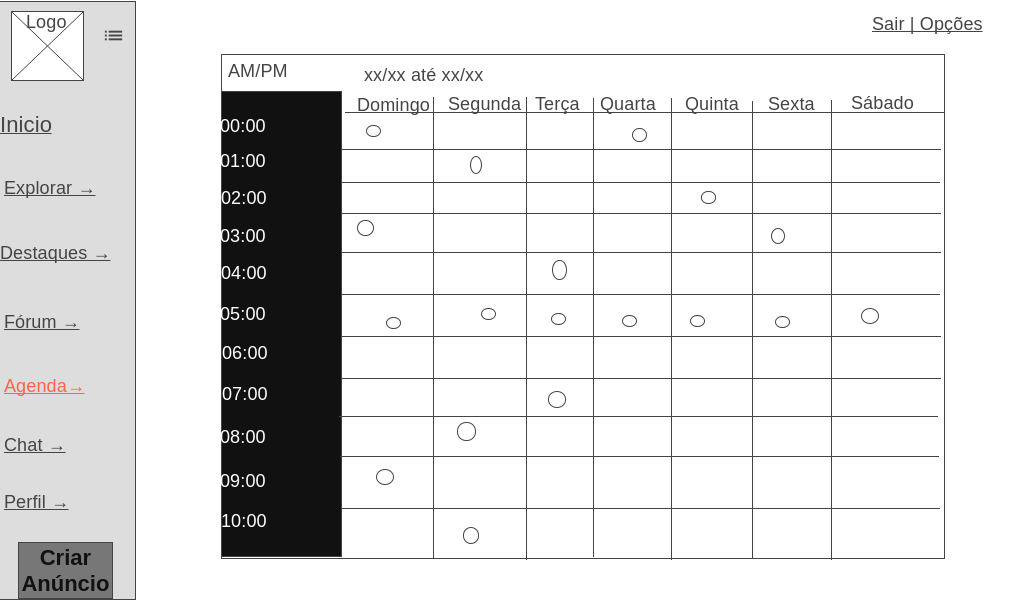 Logo
Sair | Opções
Inicio
Explorar →
Destaques →
Fórum →
Agenda→
Chat →
Perfil →
Criar
Anúncio
AM/PM
xx/xx até xx/xx
Domingo Segunda Terça Quarta Quinta Sexta Sábado
00:00
01:00
02:00
03:00
04:00
05:00
06:00
07:00
08:00
09:00
10:00